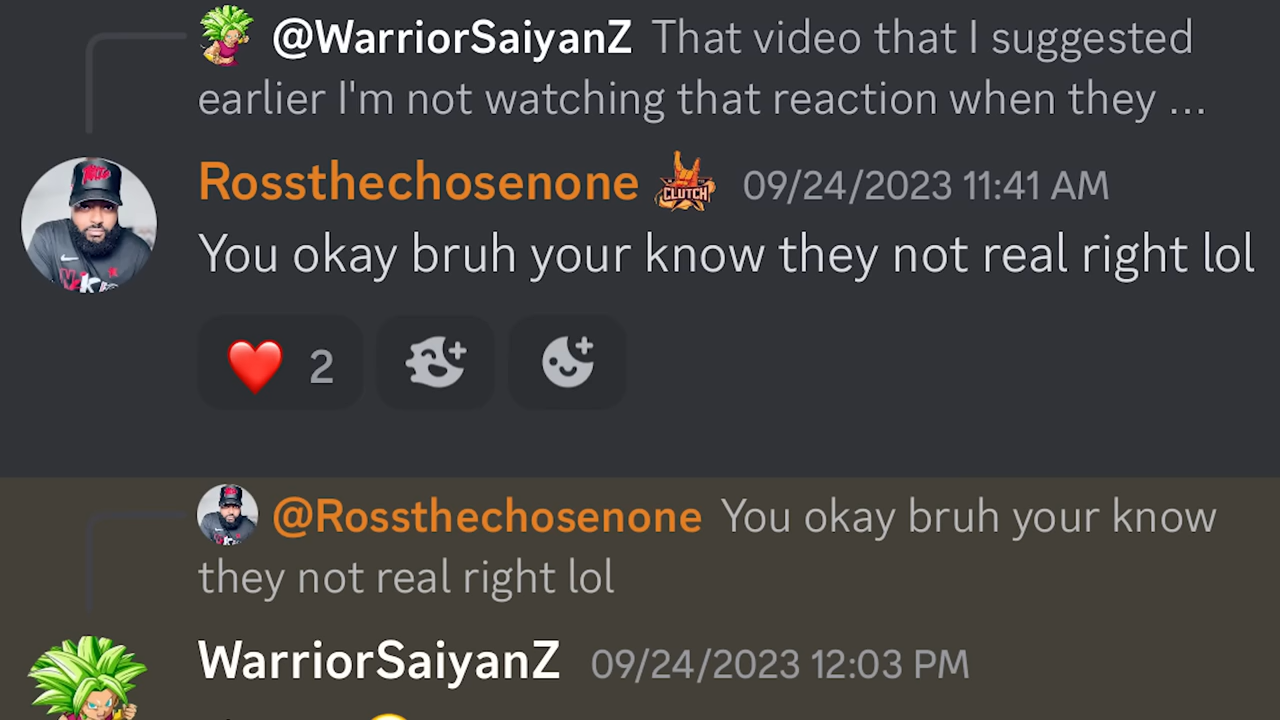 @WarriorSaiyanZ That video that I suggested
earlier I'm not watching that reaction when they ...
Rossthechosenone CLUTCH 09/24/2023 11:41 AM
You okay bruh your know they not real right lol
2
@Rossthechosenone You okay bruh your know
they not real right lol
WarriorSaiyanZ 09/24/2023 12:03 PM